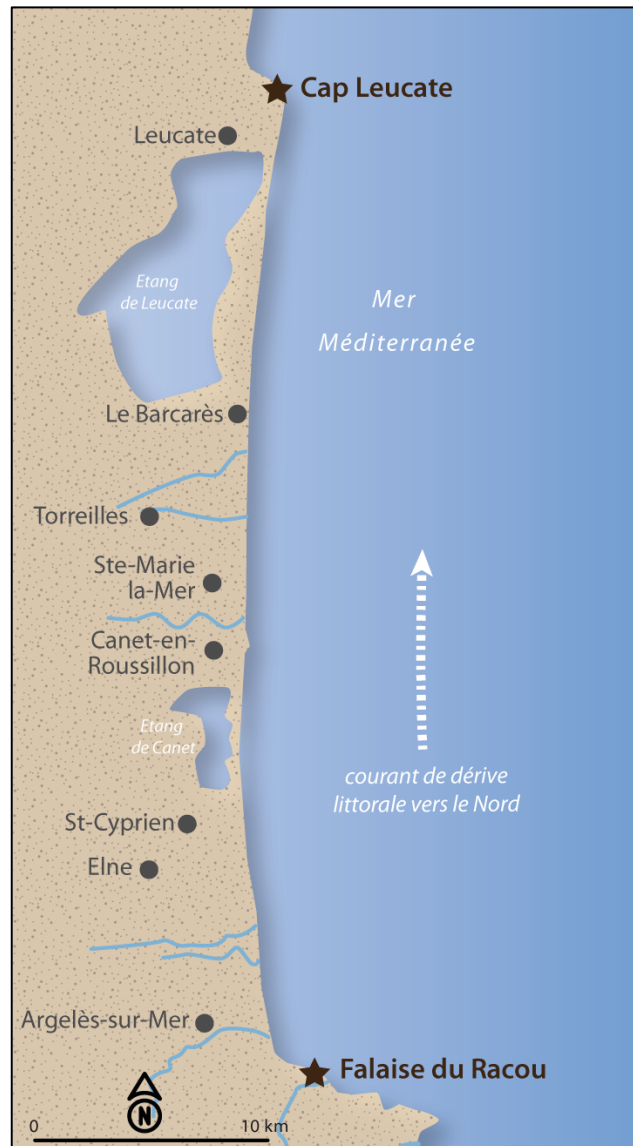 Cap Leucate
Leucate
Etang
de Leucate
Mer
Méditerranée
Le Barcarès
Torreilles
Ste-Marie
la-Mer
Canet-en-
Roussillon
Etang
de Canet
courant de dérive
littorale vers le Nord
St-Cyprien
Elne
Argelès-sur-Mer
Falaise du Racou
N
0
10 km